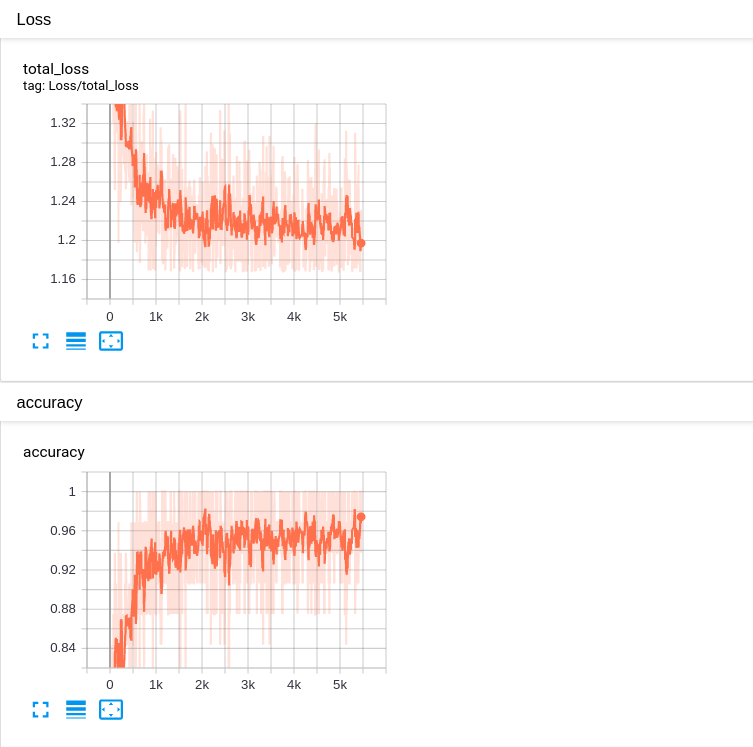 Loss
total_loss
tag: Loss/total_loss
1.32
1.28
1.24
1.2
1.16
0 1k 2k 3k 4k 5k
accuracy
accuracy
1
0.96
0.92
0.88
0.84
0 1k 2k 3k 4k 5k